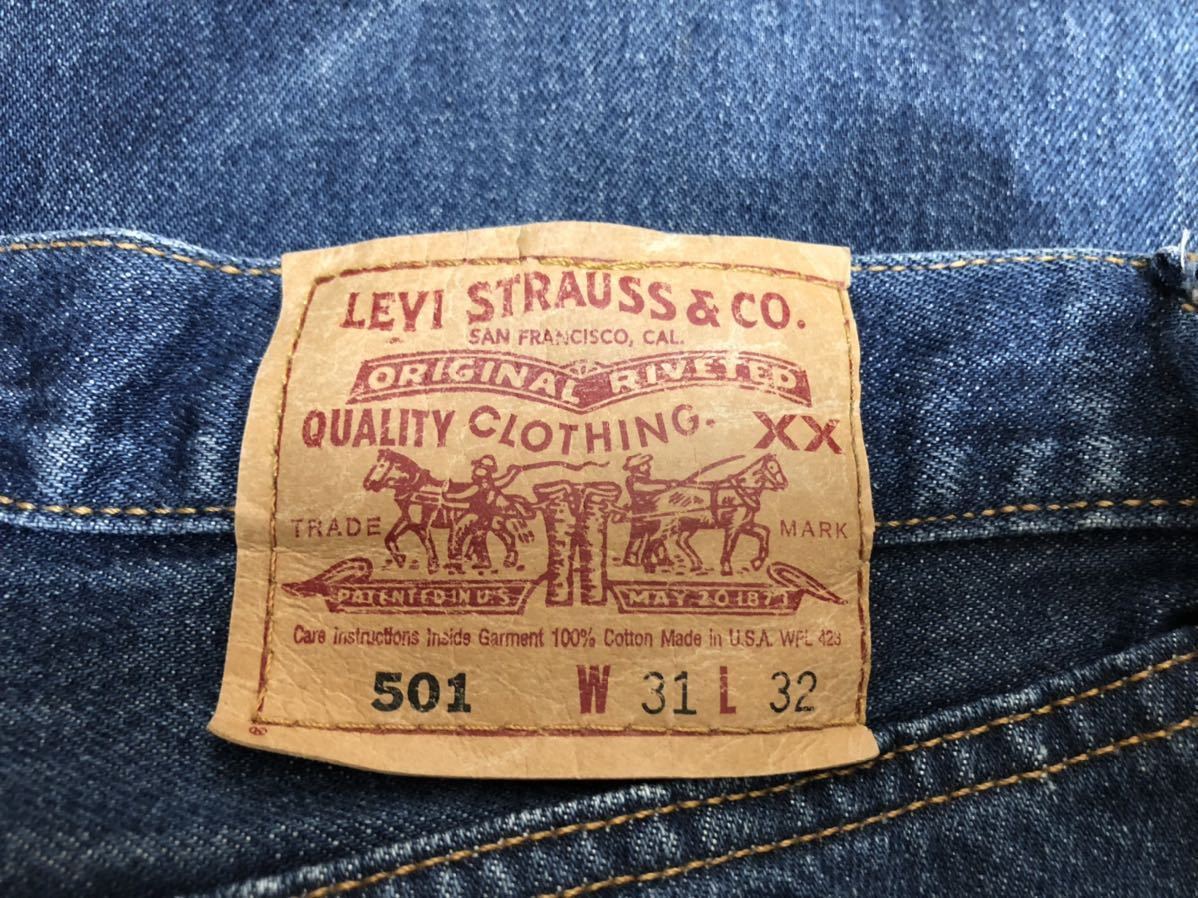 LEVI STRAUSS & CO.
SAN FRANCISCO, CAL.
ORIGINAL RIVETED
QUALITY CLOTHING. XX
TRADE MARK
PATENTED IN U.S. MAY 20 1873
Care Instructions Inside Garment 100% Cotton Made in U.S.A. WPL 423
501 W 31 L 32